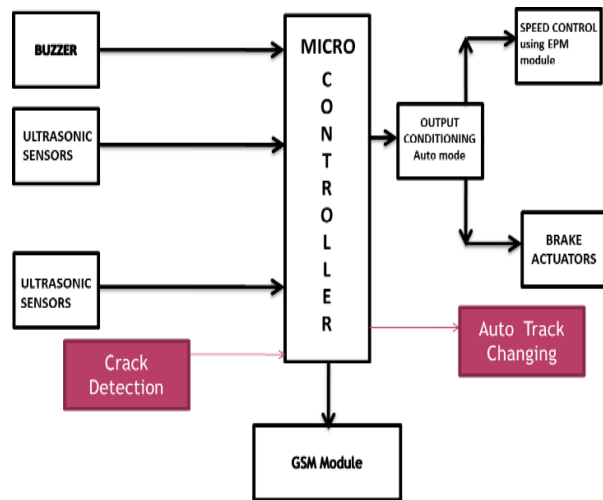 BUZZER
ULTRASONIC
SENSORS
ULTRASONIC
SENSORS
Crack
Detection
MICRO
C
O
N
T
R
O
L
L
E
R
GSM Module
OUTPUT
CONDITIONING
Auto mode
SPEED CONTROL
using EPM
module
BRAKE
ACTUATORS
Auto Track
Changing